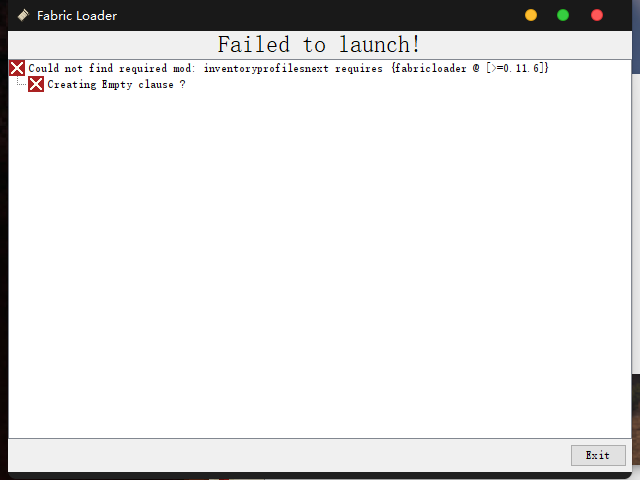 Fabric Loader
Failed to launch!
Could not find required mod: inventoryprofilesnext requires {fabricloader @ [>=0.11.6]}
Creating Empty clause ?
Exit